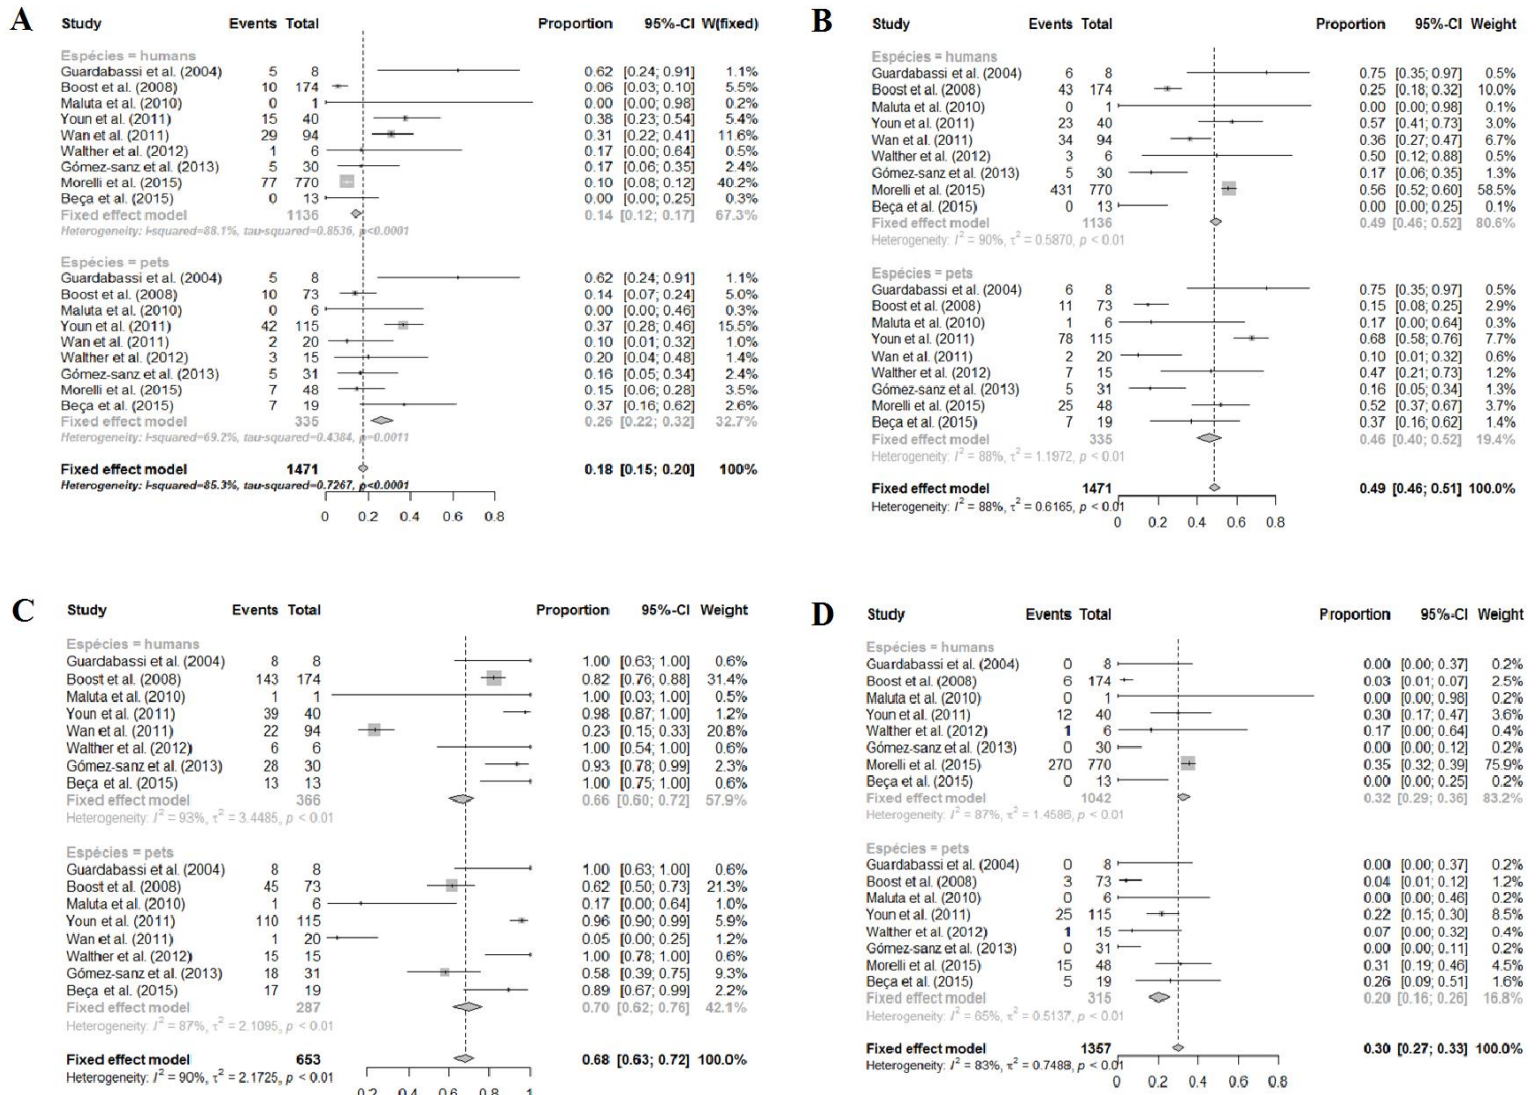 A
Study Events Total Proportion 95%-CI W(fixed)
Espécies = humans
Guardabassi et al. (2004) 5 8 0.62 [0.24; 0.91] 1.1%
Boost et al. (2008) 10 174 0.06 [0.03; 0.10] 5.5%
Maluta et al. (2010) 0 1 0.00 [0.00; 0.98] 0.2%
Youn et al. (2011) 15 40 0.38 [0.23; 0.54] 5.4%
Wan et al. (2011) 29 94 0.31 [0.22; 0.41] 11.6%
Walther et al. (2012) 1 6 0.17 [0.00; 0.64] 0.5%
Gómez-sanz et al. (2013) 5 30 0.17 [0.06; 0.35] 2.4%
Morelli et al. (2015) 77 770 0.10 [0.08; 0.12] 40.2%
Beça et al. (2015) 0 13 0.00 [0.00; 0.25] 0.3%
Fixed effect model 1136 0.14 [0.12; 0.17] 67.3%
Heterogeneity: I-squared=88.1%, tau-squared=0.8536, p<0.0001
Espécies = pets
Guardabassi et al. (2004) 5 8 0.62 [0.24; 0.91] 1.1%
Boost et al. (2008) 10 73 0.14 [0.07; 0.24] 5.0%
Maluta et al. (2010) 0 6 0.00 [0.00; 0.46] 0.3%
Youn et al. (2011) 42 115 0.37 [0.28; 0.46] 15.5%
Wan et al. (2011) 2 20 0.10 [0.01; 0.32] 1.0%
Walther et al. (2012) 3 15 0.20 [0.04; 0.48] 1.4%
Gómez-sanz et al. (2013) 5 31 0.16 [0.05; 0.34] 2.4%
Morelli et al. (2015) 7 48 0.15 [0.06; 0.28] 3.5%
Beça et al. (2015) 7 19 0.37 [0.16; 0.62] 2.6%
Fixed effect model 335 0.26 [0.22; 0.32] 32.7%
Heterogeneity: I-squared=69.2%, tau-squared=0.4384, p=0.0011
Fixed effect model 1471 0.18 [0.15; 0.20] 100%
Heterogeneity: I-squared=85.3%, tau-squared=0.7267, p<0.0001
0 0.2 0.4 0.6 0.8
B
Study Events Total Proportion 95%-CI Weight
Espécies = humans
Guardabassi et al. (2004) 6 8 0.75 [0.35; 0.97] 0.5%
Boost et al. (2008) 43 174 0.25 [0.18; 0.32] 10.0%
Maluta et al. (2010) 0 1 0.00 [0.00; 0.98] 0.1%
Youn et al. (2011) 23 40 0.57 [0.41; 0.73] 3.0%
Wan et al. (2011) 34 94 0.36 [0.27; 0.47] 6.7%
Walther et al. (2012) 3 6 0.50 [0.12; 0.88] 0.5%
Gómez-sanz et al. (2013) 5 30 0.17 [0.06; 0.35] 1.3%
Morelli et al. (2015) 431 770 0.56 [0.52; 0.60] 58.5%
Beça et al. (2015) 0 13 0.00 [0.00; 0.25] 0.1%
Fixed effect model 1136 0.49 [0.46; 0.52] 80.6%
Heterogeneity: I² = 90%, τ² = 0.5870, p < 0.01
Espécies = pets
Guardabassi et al. (2004) 6 8 0.75 [0.35; 0.97] 0.5%
Boost et al. (2008) 11 73 0.15 [0.08; 0.25] 2.9%
Maluta et al. (2010) 1 6 0.17 [0.00; 0.64] 0.3%
Youn et al. (2011) 78 115 0.68 [0.58; 0.76] 7.7%
Wan et al. (2011) 2 20 0.10 [0.01; 0.32] 0.6%
Walther et al. (2012) 7 15 0.47 [0.21; 0.73] 1.2%
Gómez-sanz et al. (2013) 5 31 0.16 [0.05; 0.34] 1.3%
Morelli et al. (2015) 25 48 0.52 [0.37; 0.67] 3.7%
Beça et al. (2015) 7 19 0.37 [0.16; 0.62] 1.4%
Fixed effect model 335 0.46 [0.40; 0.52] 19.4%
Heterogeneity: I² = 88%, τ² = 1.1972, p < 0.01
Fixed effect model 1471 0.49 [0.46; 0.51] 100.0%
Heterogeneity: I² = 88%, τ² = 0.6165, p < 0.01
0 0.2 0.4 0.6 0.8
C
Study Events Total Proportion 95%-CI Weight
Espécies = humans
Guardabassi et al. (2004) 8 8 1.00 [0.63; 1.00] 0.6%
Boost et al. (2008) 143 174 0.82 [0.76; 0.88] 31.4%
Maluta et al. (2010) 1 1 1.00 [0.03; 1.00] 0.5%
Youn et al. (2011) 39 40 0.98 [0.87; 1.00] 1.2%
Wan et al. (2011) 22 94 0.23 [0.15; 0.33] 20.8%
Walther et al. (2012) 6 6 1.00 [0.54; 1.00] 0.6%
Gómez-sanz et al. (2013) 28 30 0.93 [0.78; 0.99] 2.3%
Beça et al. (2015) 13 13 1.00 [0.75; 1.00] 0.6%
Fixed effect model 366 0.66 [0.60; 0.72] 57.9%
Heterogeneity: I² = 93%, τ² = 3.4485, p < 0.01
Espécies = pets
Guardabassi et al. (2004) 8 8 1.00 [0.63; 1.00] 0.6%
Boost et al. (2008) 45 73 0.62 [0.50; 0.73] 21.3%
Maluta et al. (2010) 1 6 0.17 [0.00; 0.64] 1.0%
Youn et al. (2011) 110 115 0.96 [0.90; 0.99] 5.9%
Wan et al. (2011) 1 20 0.05 [0.00; 0.25] 1.2%
Walther et al. (2012) 15 15 1.00 [0.78; 1.00] 0.6%
Gómez-sanz et al. (2013) 18 31 0.58 [0.39; 0.75] 9.3%
Beça et al. (2015) 17 19 0.89 [0.67; 0.99] 2.2%
Fixed effect model 287 0.70 [0.62; 0.76] 42.1%
Heterogeneity: I² = 87%, τ² = 2.1095, p < 0.01
Fixed effect model 653 0.68 [0.63; 0.72] 100.0%
Heterogeneity: I² = 90%, τ² = 2.1725, p < 0.01
0.2 0.4 0.6 0.8 1
D
Study Events Total Proportion 95%-CI Weight
Espécies = humans
Guardabassi et al. (2004) 0 8 0.00 [0.00; 0.37] 0.2%
Boost et al. (2008) 6 174 0.03 [0.01; 0.07] 2.5%
Maluta et al. (2010) 0 1 0.00 [0.00; 0.98] 0.2%
Youn et al. (2011) 12 40 0.30 [0.17; 0.47] 3.6%
Walther et al. (2012) 1 6 0.17 [0.00; 0.64] 0.4%
Gómez-sanz et al. (2013) 0 30 0.00 [0.00; 0.12] 0.2%
Morelli et al. (2015) 270 770 0.35 [0.32; 0.39] 75.9%
Beça et al. (2015) 0 13 0.00 [0.00; 0.25] 0.2%
Fixed effect model 1042 0.32 [0.29; 0.36] 83.2%
Heterogeneity: I² = 87%, τ² = 1.4586, p < 0.01
Espécies = pets
Guardabassi et al. (2004) 0 8 0.00 [0.00; 0.37] 0.2%
Boost et al. (2008) 3 73 0.04 [0.01; 0.12] 1.2%
Maluta et al. (2010) 0 6 0.00 [0.00; 0.46] 0.2%
Youn et al. (2011) 25 115 0.22 [0.15; 0.30] 8.5%
Walther et al. (2012) 1 15 0.07 [0.00; 0.32] 0.4%
Gómez-sanz et al. (2013) 0 31 0.00 [0.00; 0.11] 0.2%
Morelli et al. (2015) 15 48 0.31 [0.19; 0.46] 4.5%
Beça et al. (2015) 5 19 0.26 [0.09; 0.51] 1.6%
Fixed effect model 315 0.20 [0.16; 0.26] 16.8%
Heterogeneity: I² = 65%, τ² = 0.5137, p < 0.01
Fixed effect model 1357 0.30 [0.27; 0.33] 100.0%
Heterogeneity: I² = 83%, τ² = 0.7488, p < 0.01
0 0.2 0.4 0.6 0.8